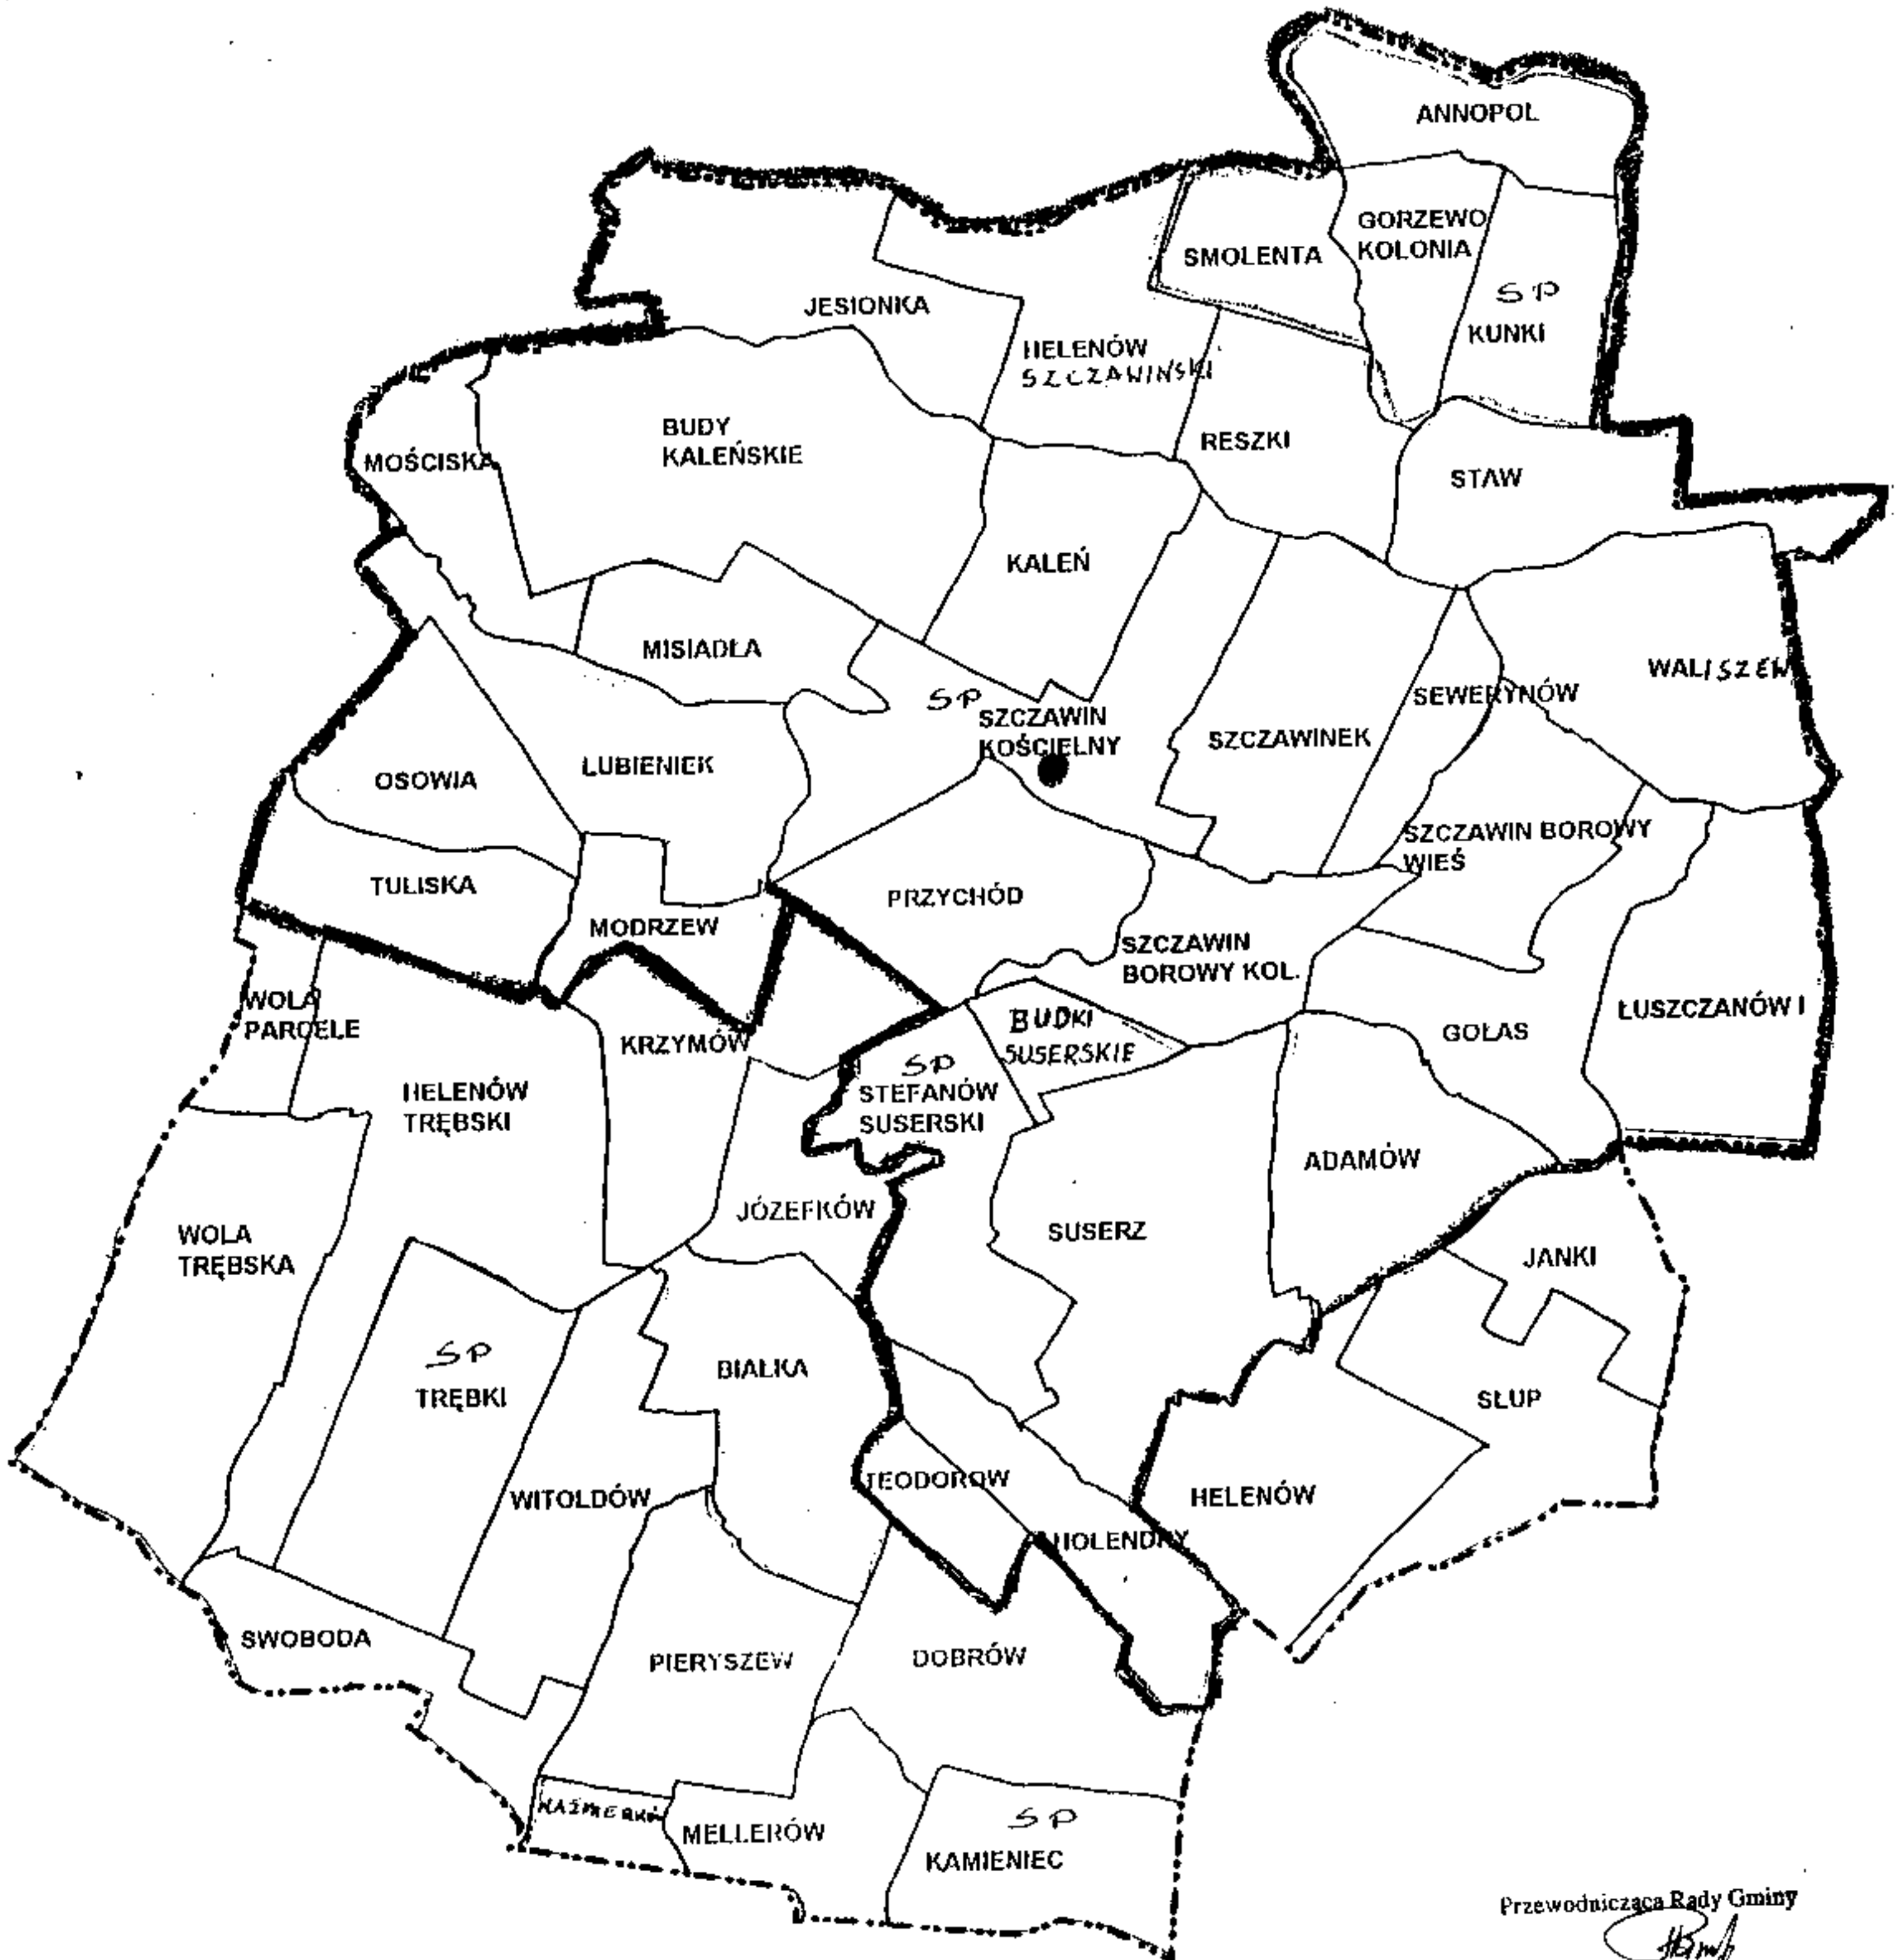 ANNOPOL
GORZEWO
KOLONIA
SMOLENTA
SP
KUNKI
JESIONKA
HELENÓW
SZCZAWIŃSKI
BUDY
KALEŃSKIE
RESZKI
MOŚCISKA
STAW
KALEŃ
MISIADŁA
WALISZEW
SEWERYNÓW
SP
SZCZAWIN
KOŚCIELNY
SZCZAWINEK
LUBIENIEK
OSOWIA
SZCZAWIN BOROWY
WIEŚ
TULISKA
PRZYCHÓD
MODRZEW
SZCZAWIN
BOROWY KOL.
WOLA
PARCELE
ŁUSZCZANÓW I
BUDKI
SUSERSKIE
GOŁAS
KRZYMÓW
SP
STEFANÓW
SUSERSKI
HELENÓW
TRĘBSKI
ADAMÓW
JÓZEFKÓW
SUSERZ
WOLA
TRĘBSKA
JANKI
SP
TRĘBKI
BIAŁKA
SŁUP
TEODORÓW
WITOLDÓW
HELENÓW
HOLENDRY
SWOBODA
PIERYSZEW
DOBRÓW
KAŹMIERKÓW
MELLERÓW
SP
KAMIENIEC
Przewodnicząca Rady Gminy